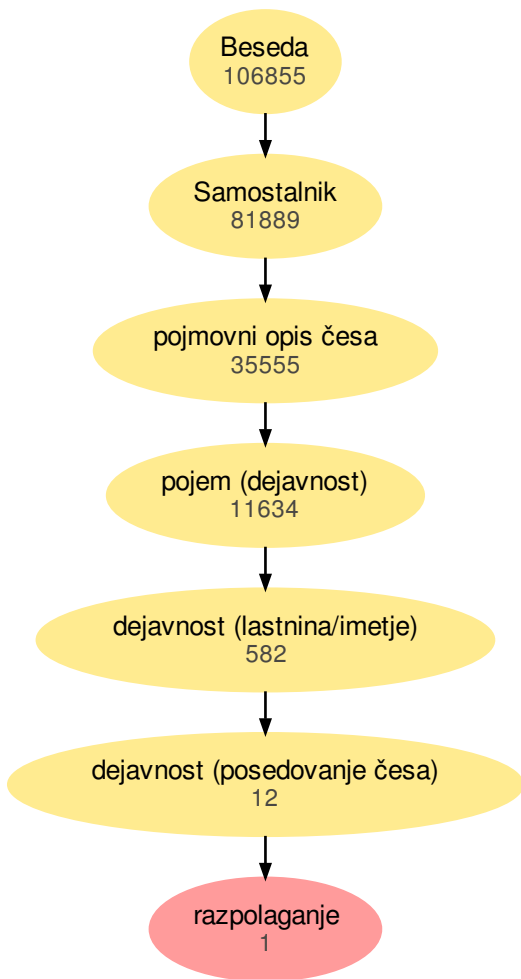 Beseda
106855
Samostalnik
81889
pojmovni opis česa
35555
pojem (dejavnost)
11634
dejavnost (lastnina/imetje)
582
dejavnost (posedovanje česa)
12
razpolaganje
1